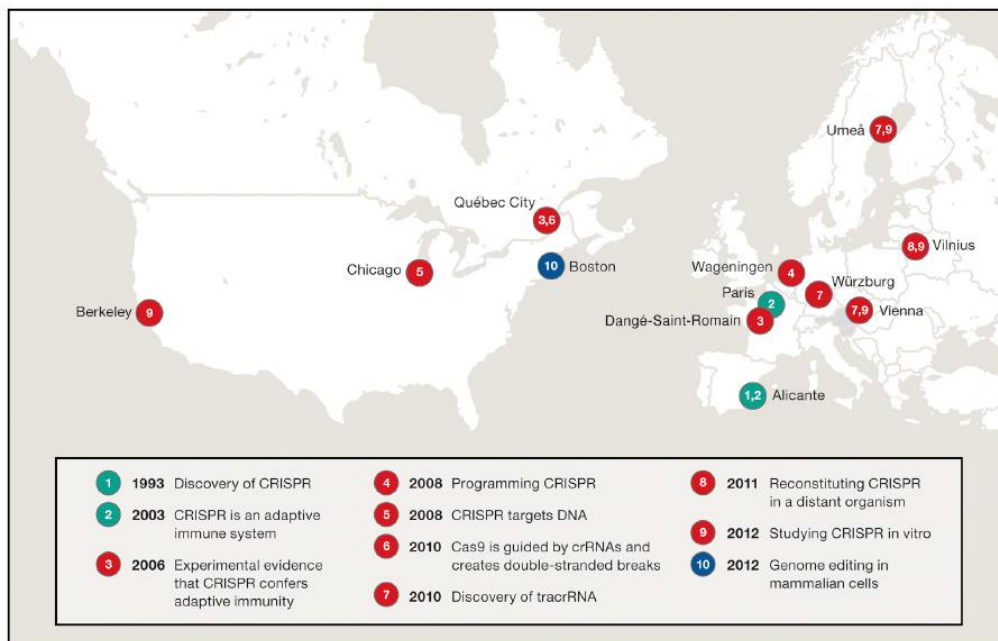 Umeå
7,9
Québec City
3,6
8,9
Vilnius
Chicago
5
10
Boston
Wageningen
4
Würzburg
7
Paris
2
Berkeley
9
7,9
Vienna
Dangé-Saint-Romain
3
1,2
Alicante
1 1993 Discovery of CRISPR
2 2003 CRISPR is an adaptive
immune system
3 2006 Experimental evidence
that CRISPR confers
adaptive immunity
4 2008 Programming CRISPR
5 2008 CRISPR targets DNA
6 2010 Cas9 is guided by crRNAs and
creates double-stranded breaks
7 2010 Discovery of tracrRNA
8 2011 Reconstituting CRISPR
in a distant organism
9 2012 Studying CRISPR in vitro
10 2012 Genome editing in
mammalian cells